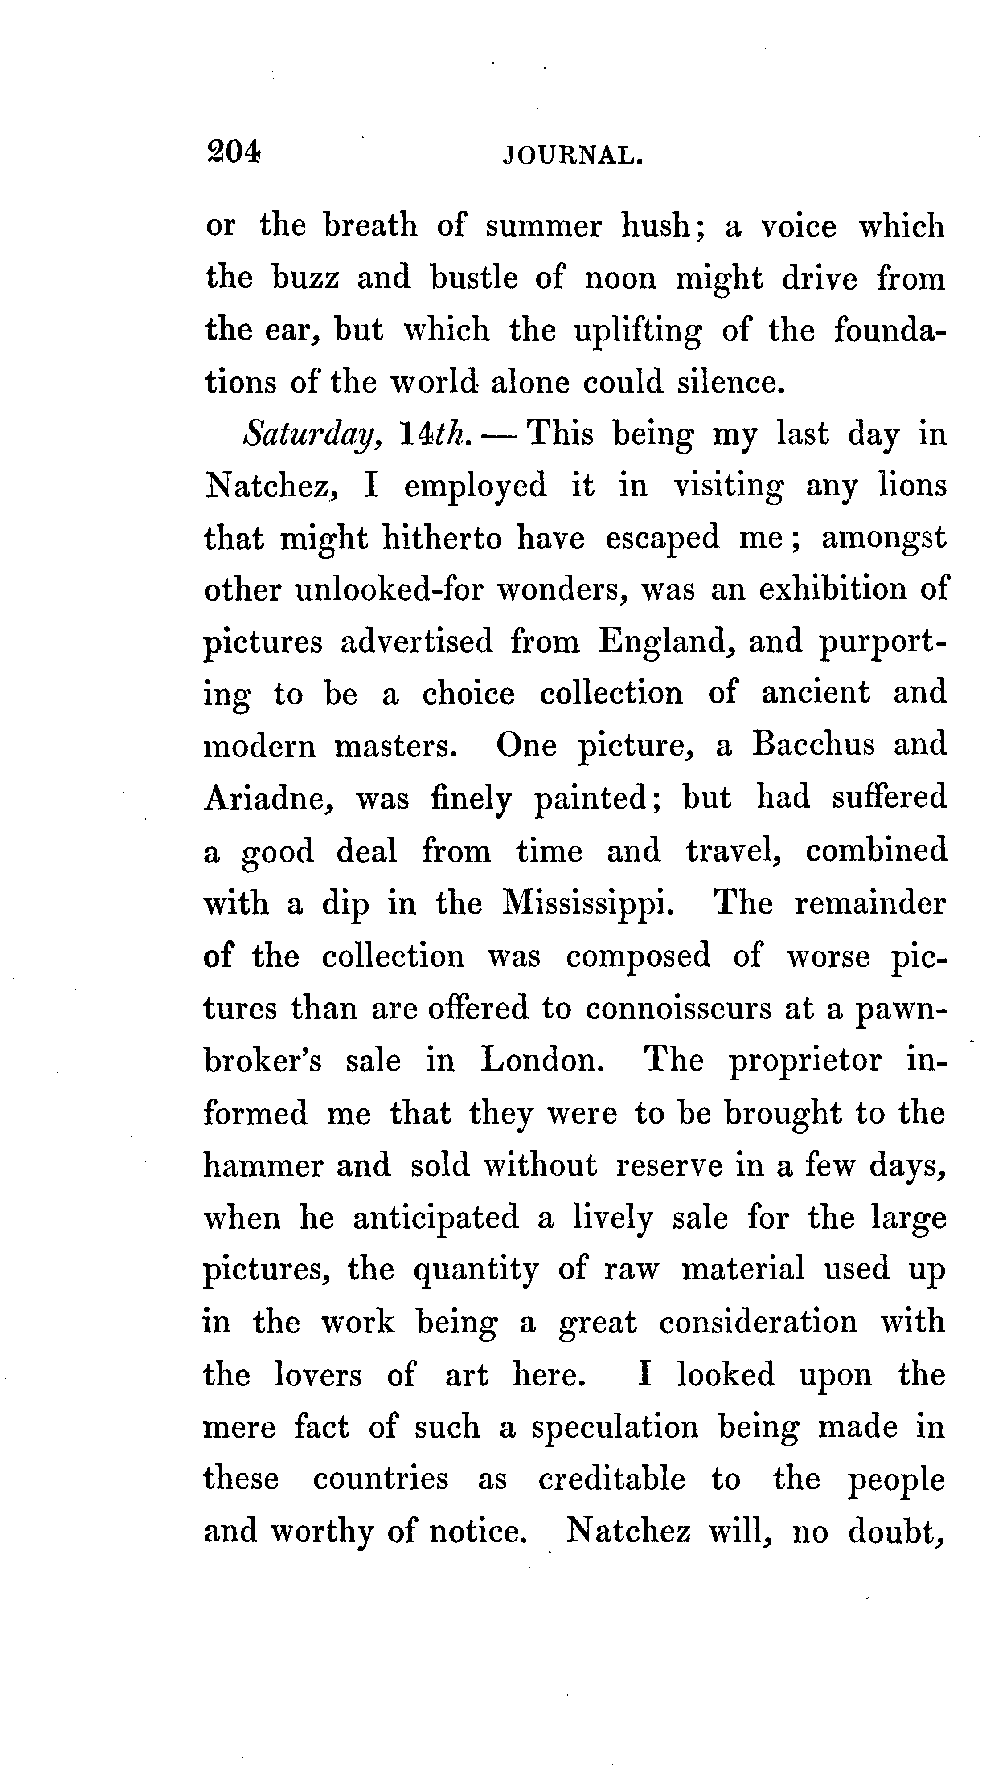 204 JOURNAL.
or the breath of summer hush; a voice which
the buzz and bustle of noon might drive from
the ear, but which the uplifting of the founda-
tions of the world alone could silence.
Saturday, 14th. — This being my last day in
Natchez, I employed it in visiting any lions
that might hitherto have escaped me; amongst
other unlooked-for wonders, was an exhibition of
pictures advertised from England, and purport-
ing to be a choice collection of ancient and
modern masters. One picture, a Bacchus and
Ariadne, was finely painted; but had suffered
a good deal from time and travel, combined
with a dip in the Mississippi. The remainder
of the collection was composed of worse pic-
tures than are offered to connoisseurs at a pawn-
broker's sale in London. The proprietor in-
formed me that they were to be brought to the
hammer and sold without reserve in a few days,
when he anticipated a lively sale for the large
pictures, the quantity of raw material used up
in the work being a great consideration with
the lovers of art here. I looked upon the
mere fact of such a speculation being made in
these countries as creditable to the people
and worthy of notice. Natchez will, no doubt,